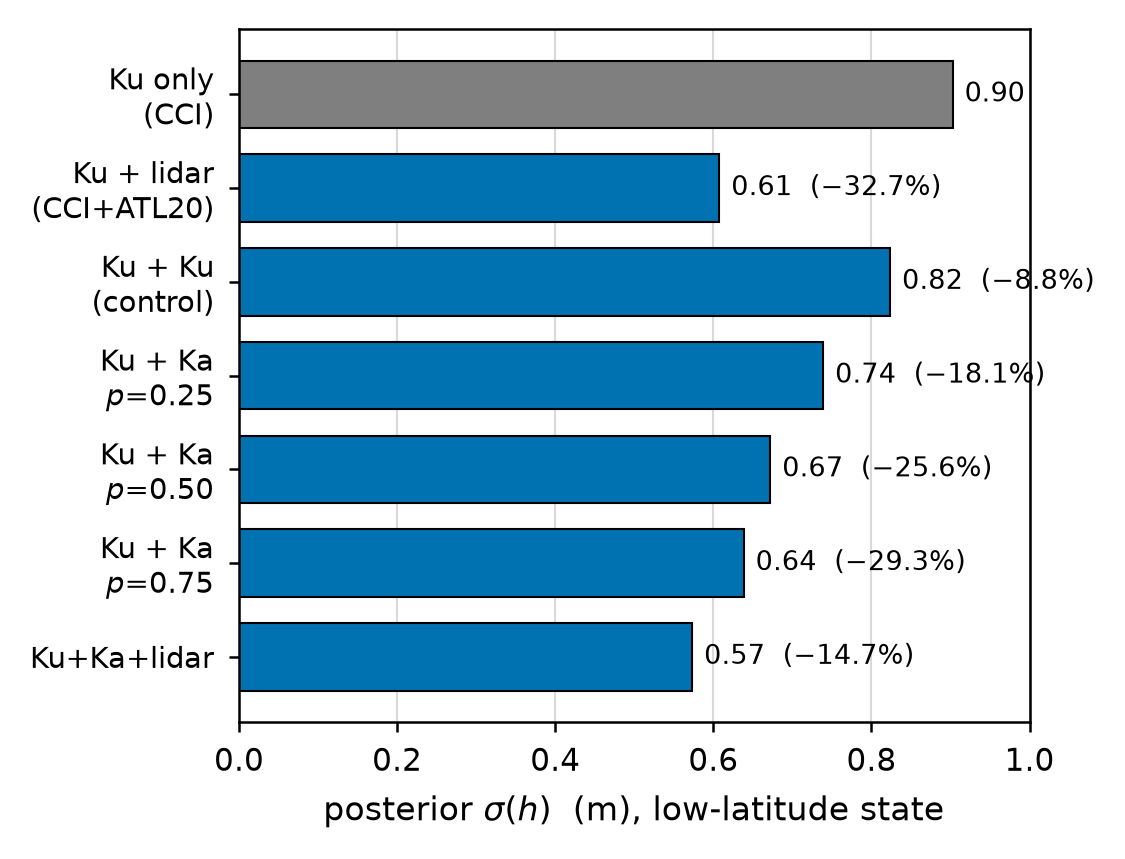 Ku only
(CCI)
0.90
Ku + lidar
(CCI+ATL20)
0.61 (−32.7%)
Ku + Ku
(control)
0.82 (−8.8%)
Ku + Ka
p=0.25
0.74 (−18.1%)
Ku + Ka
p=0.50
0.67 (−25.6%)
Ku + Ka
p=0.75
0.64 (−29.3%)
Ku+Ka+lidar
0.57 (−14.7%)
0.0 0.2 0.4 0.6 0.8 1.0
posterior σ(h) (m), low-latitude state